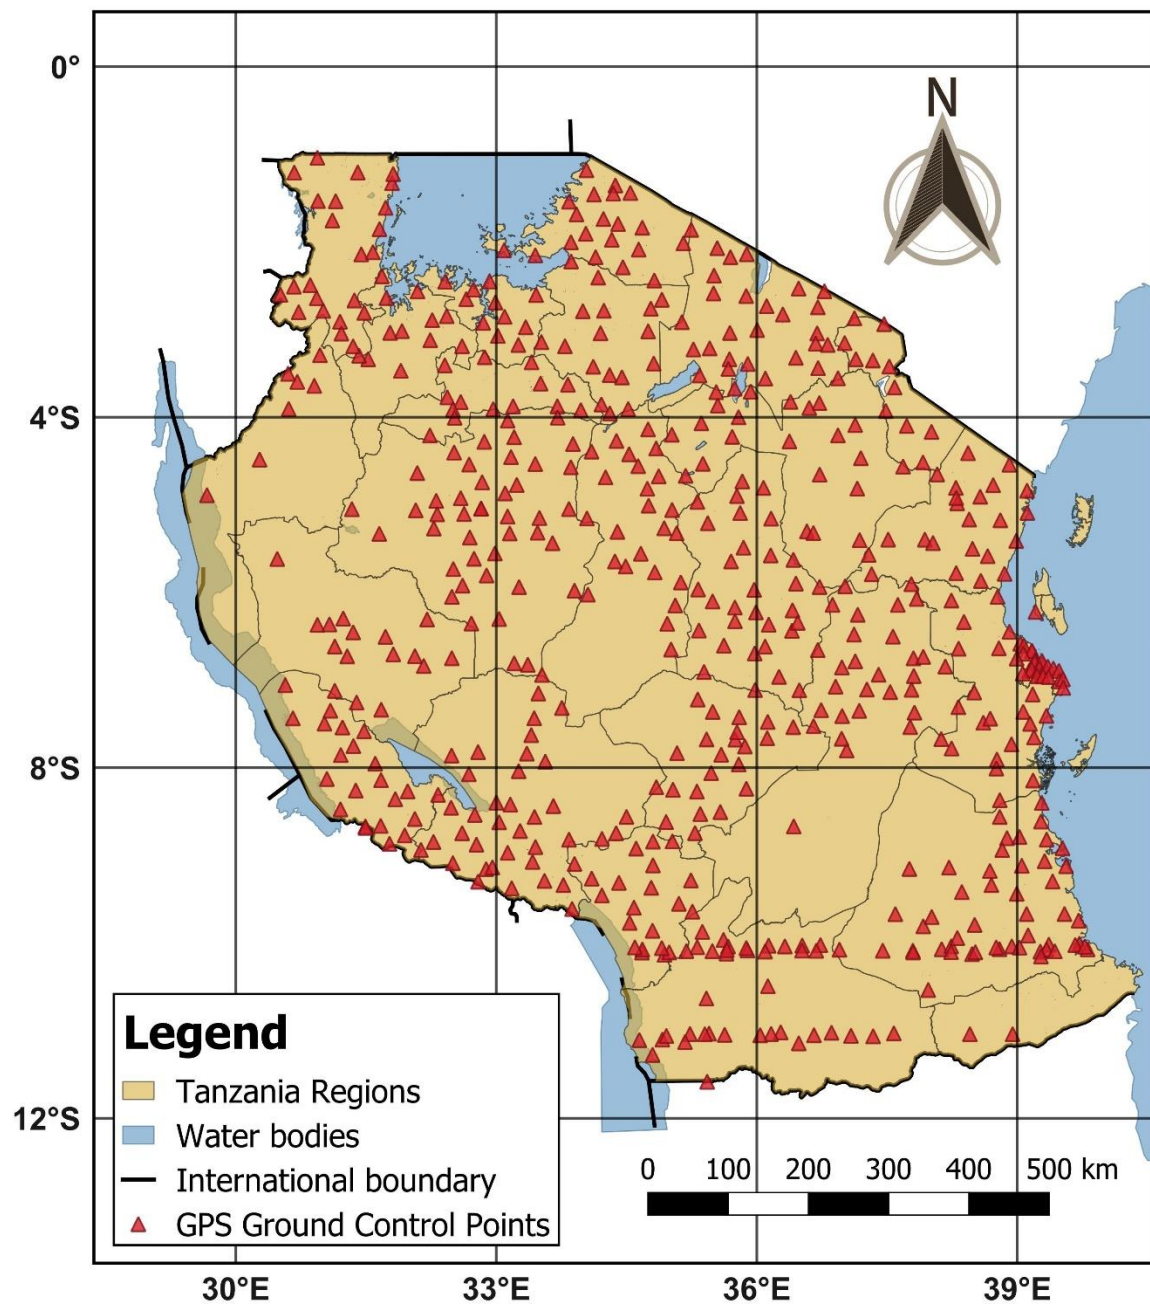 0°
N
4°S
8°S
Legend
Tanzania Regions
Water bodies
International boundary
GPS Ground Control Points
12°S
0 100 200 300 400 500 km
30°E 33°E 36°E 39°E